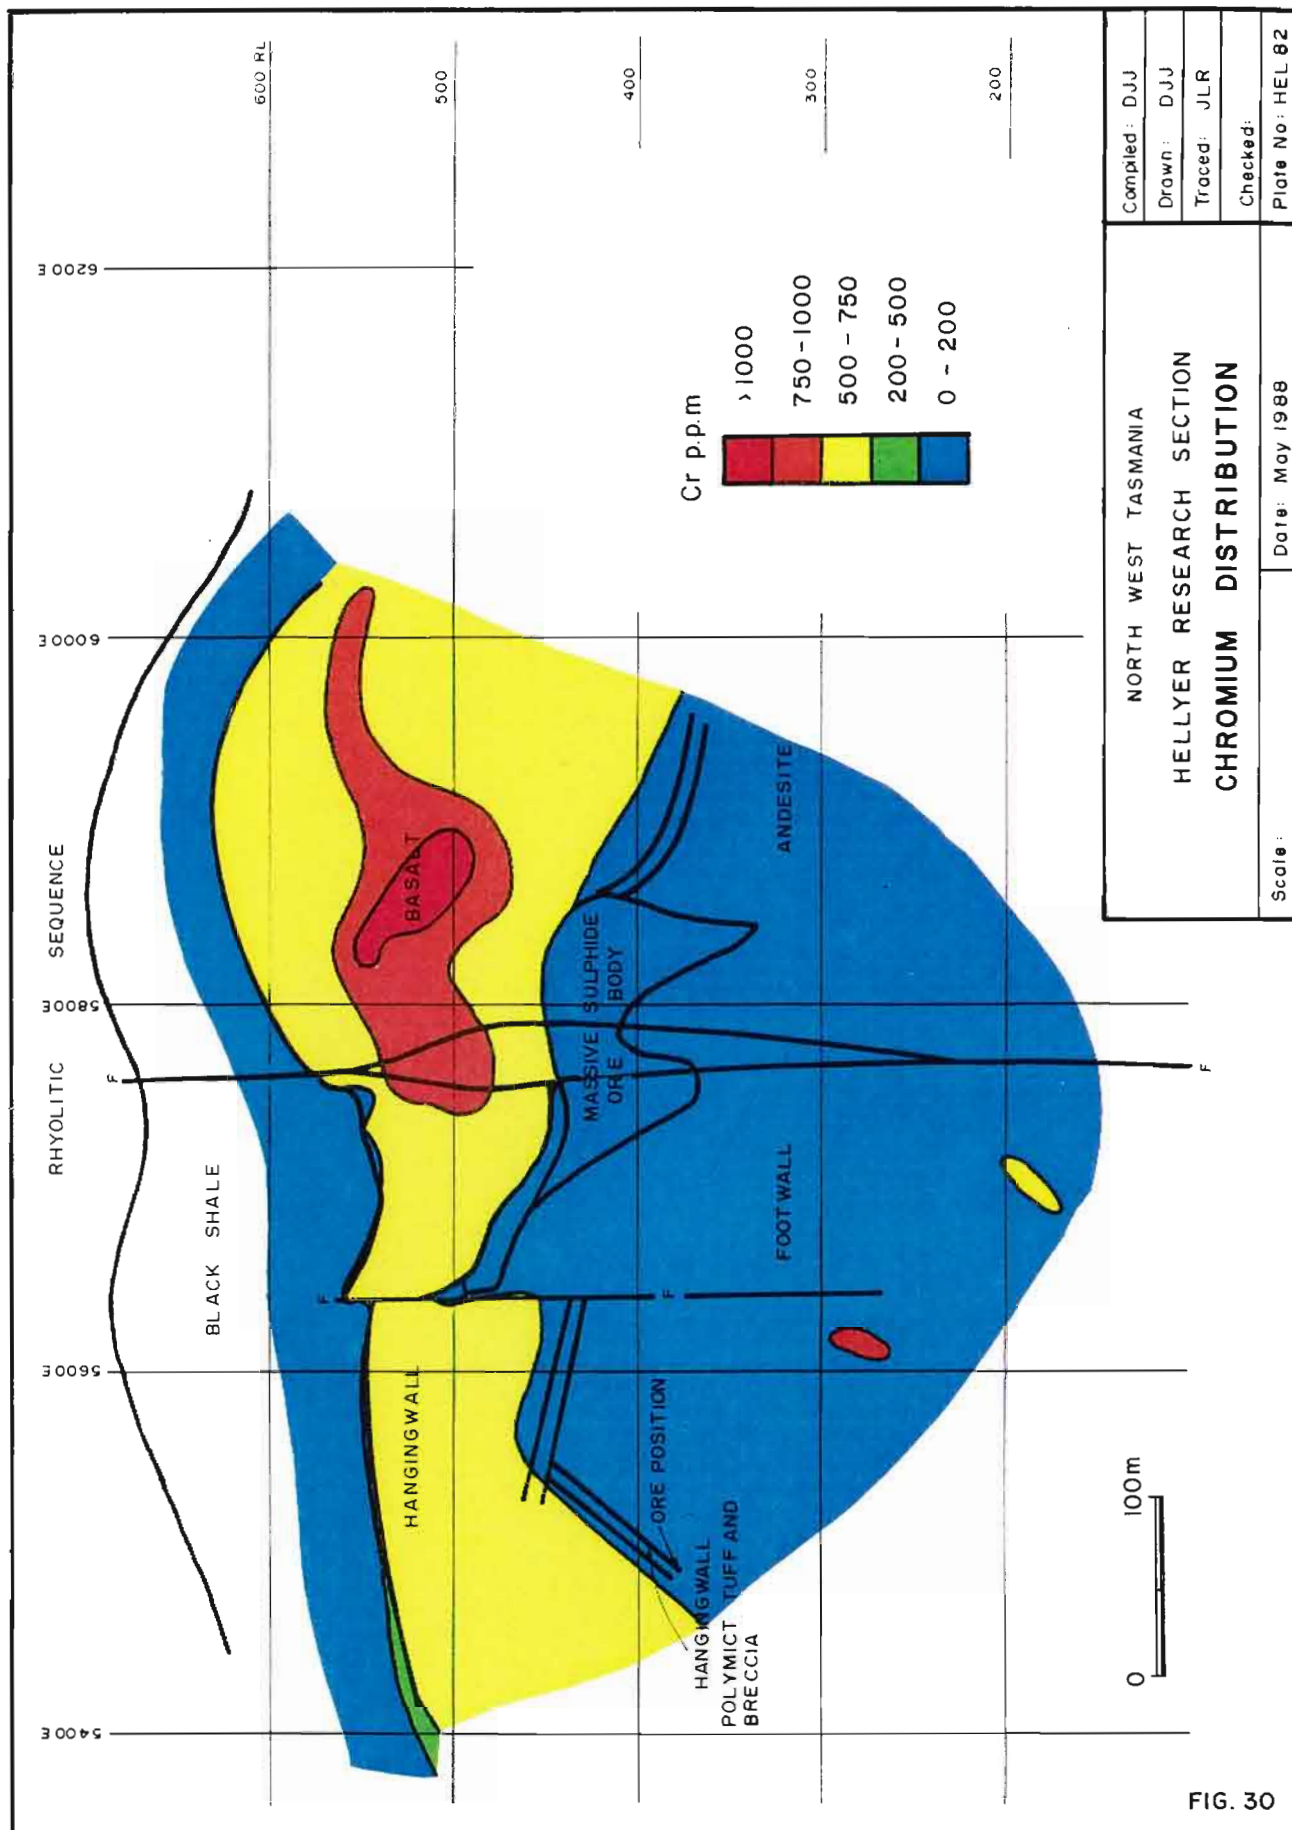 5400 E
5600 E
5800 E
6000 E
6200 E
600 RL
500
400
300
200
RHYOLITIC SEQUENCE
BLACK SHALE
F
F
HANGINGWALL
BASALT
MASSIVE SULPHIDE
ORE BODY
F
F
ORE POSITION
HANGINGWALL
POLYMICT TUFF AND
BRECCIA
FOOTWALL
ANDESITE
Cr p.p.m
>1000
750-1000
500 - 750
200 - 500
0 - 200
0 100m
NORTH WEST TASMANIA
HELLYER RESEARCH SECTION
CHROMIUM DISTRIBUTION
Scale :
Date: May 1988
Compiled: DJJ
Drawn: DJJ
Traced: JLR
Checked:
Plate No: HEL 82
FIG. 30